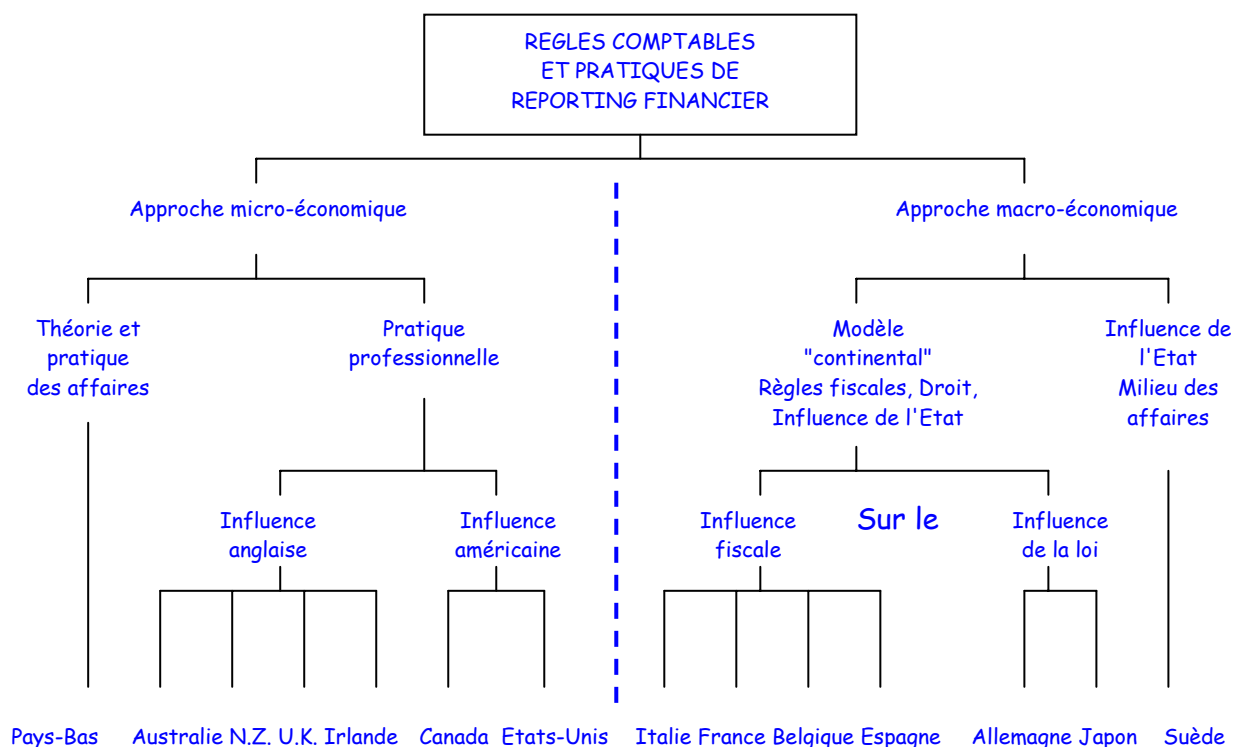 REGLES COMPTABLES
ET PRATIQUES DE
REPORTING FINANCIER
Approche micro-économique
Approche macro-économique
Théorie et
pratique
des affaires
Pratique
professionnelle
Modèle
"continental"
Règles fiscales, Droit,
Influence de l'Etat
Influence de
l'Etat
Milieu des
affaires
Influence
anglaise
Influence
américaine
Influence
fiscale
Sur le
Influence
de la loi
Pays-Bas Australie N.Z. U.K. Irlande Canada Etats-Unis Italie France Belgique Espagne Allemagne Japon Suède